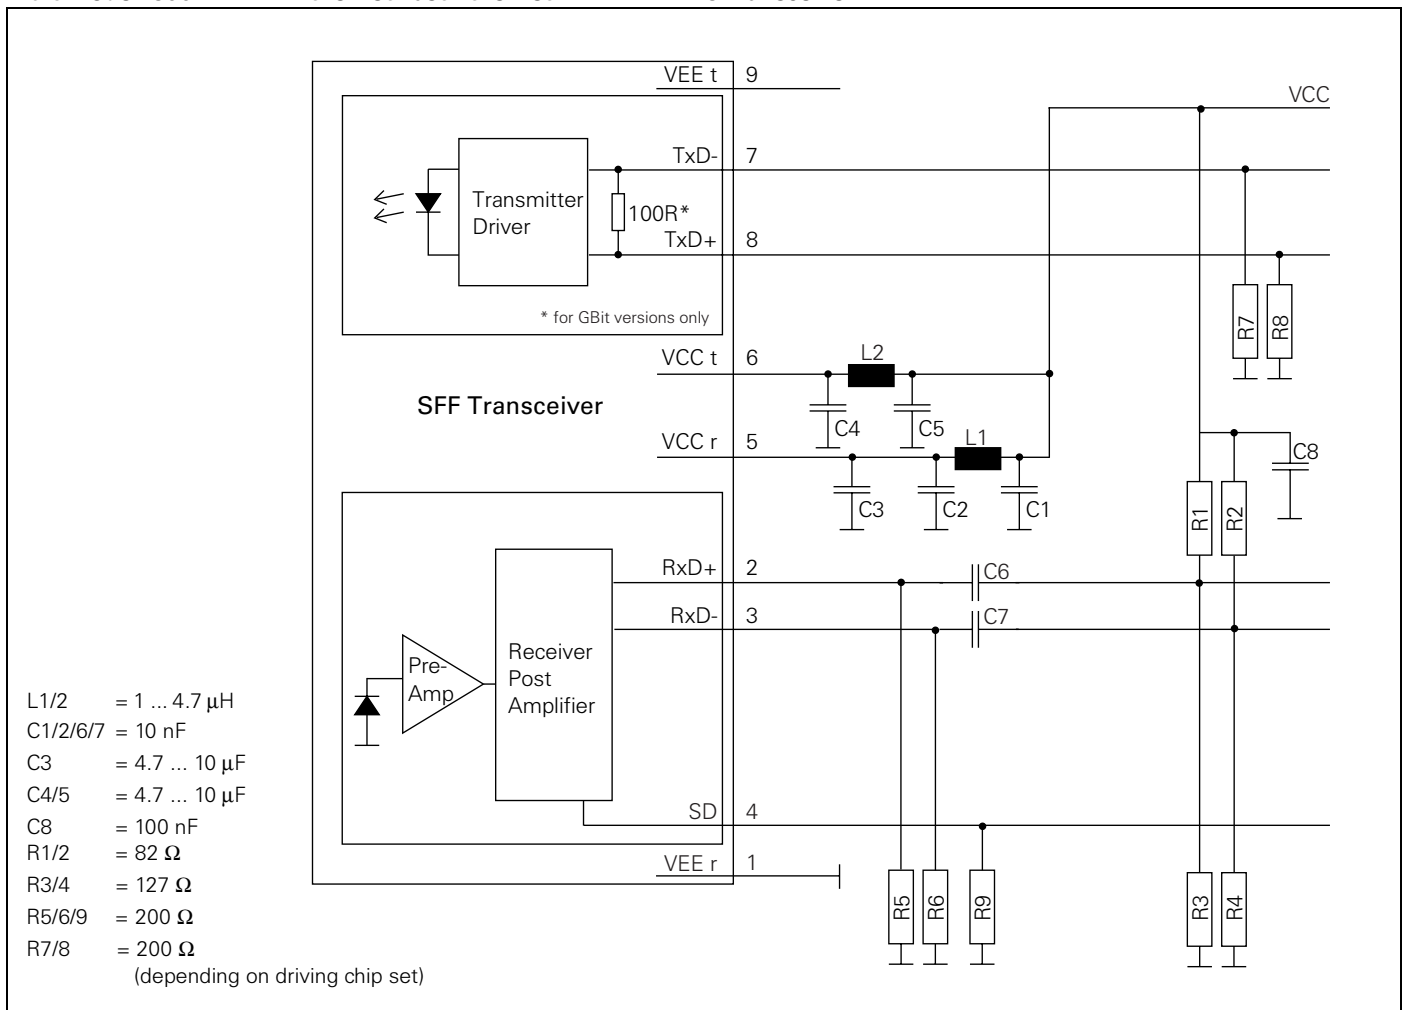 VEE t 9
VCC
TxD- 7
Transmitter
Driver
100R*
TxD+ 8
* for GBit versions only
R7
R8
VCC t 6
L2
SFF Transceiver
C4
C5
VCC r 5
L1
C8
C3
C2
C1
R1
R2
RxD+ 2
C6
RxD- 3
C7
Pre-
Amp
Receiver
Post
Amplifier
SD 4
VEE r 1
R5
R6
R9
R3
R4
L1/2 = 1 ... 4.7 µH
C1/2/6/7 = 10 nF
C3 = 4.7 ... 10 µF
C4/5 = 4.7 ... 10 µF
C8 = 100 nF
R1/2 = 82 Ω
R3/4 = 127 Ω
R5/6/9 = 200 Ω
R7/8 = 200 Ω
(depending on driving chip set)